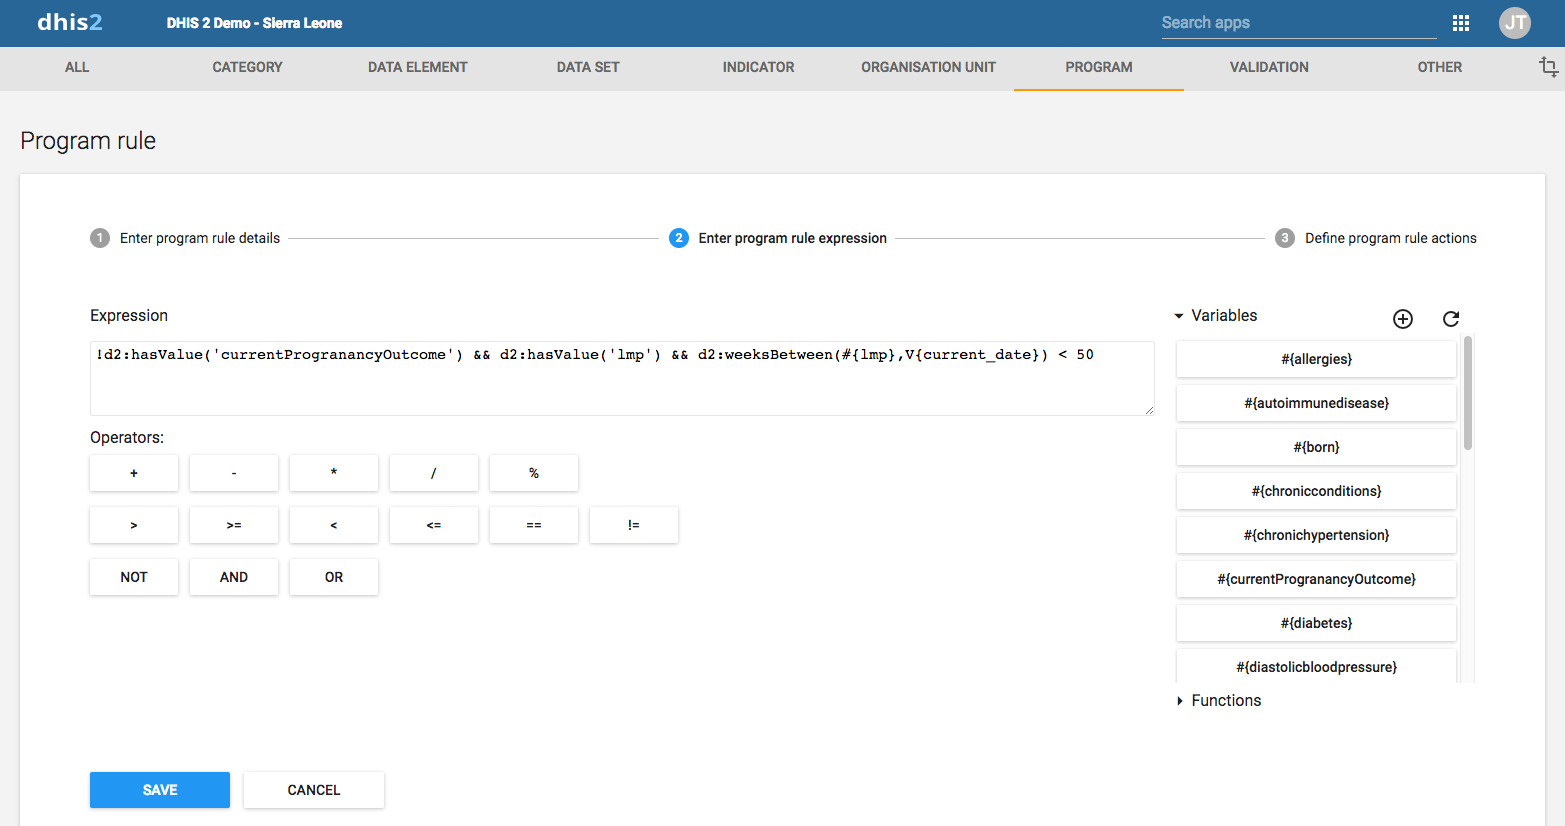 dhis2
DHIS 2 Demo - Sierra Leone
Search apps
JT
ALL
CATEGORY
DATA ELEMENT
DATA SET
INDICATOR
ORGANISATION UNIT
PROGRAM
VALIDATION
OTHER
Program rule
1 Enter program rule details
2 Enter program rule expression
3 Define program rule actions
Expression
!d2:hasValue('currentProgranancyOutcome') && d2:hasValue('lmp') && d2:weeksBetween(#{lmp},V{current_date}) < 50
Operators:
+ - * / %
> >= < <= == !=
NOT AND OR
Variables
#{allergies}
#{autoimmunedisease}
#{born}
#{chronicconditions}
#{chronichypertension}
#{currentProgranancyOutcome}
#{diabetes}
#{diastolicbloodpressure}
Functions
SAVE
CANCEL